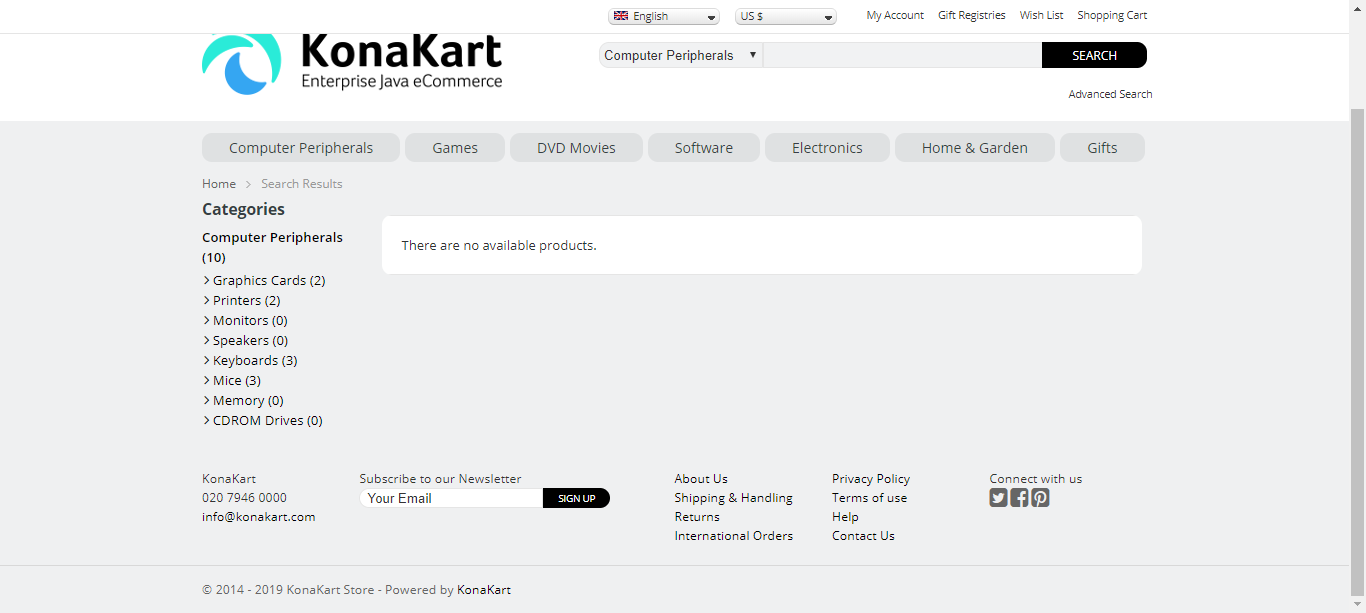 English US $ My Account Gift Registries Wish List Shopping Cart
KonaKart
Enterprise Java eCommerce
Computer Peripherals SEARCH
Advanced Search
Computer Peripherals Games DVD Movies Software Electronics Home & Garden Gifts
Home Search Results
Categories
Computer Peripherals
(10)
Graphics Cards (2)
Printers (2)
Monitors (0)
Speakers (0)
Keyboards (3)
Mice (3)
Memory (0)
CDROM Drives (0)
There are no available products.
KonaKart
020 7946 0000
info@konakart.com
Subscribe to our Newsletter
Your Email SIGN UP
About Us
Shipping & Handling
Returns
International Orders
Privacy Policy
Terms of use
Help
Contact Us
Connect with us
© 2014 - 2019 KonaKart Store - Powered by KonaKart